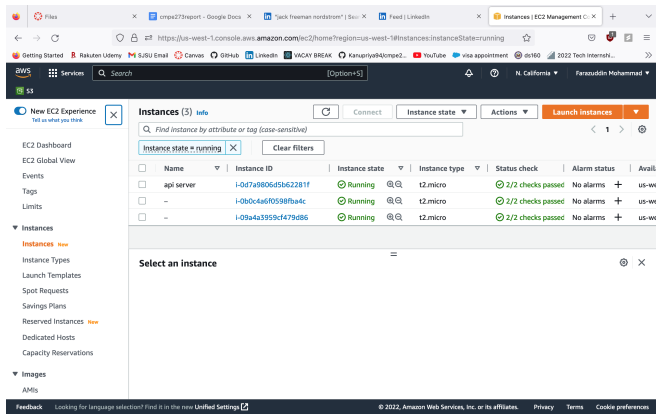 Files
cmpe273report - Google Docs
"jack freeman nordstrom" | Sear
Feed | LinkedIn
Instances | EC2 Management Co
https://us-west-1.console.aws.amazon.com/ec2/home?region=us-west-1#Instances:instanceState=running
Getting Started
Rakuten Udemy
SJSU Email
Canvas
GitHub
LinkedIn
VACAY BREAK
Kanupriya94/cmpe2...
YouTube
visa appointment
ds160
2022 Tech Internshi...
aws
Services
Search
[Option+S]
N. California
Farazuddin Mohammad
S3
New EC2 Experience
Tell us what you think
EC2 Dashboard
EC2 Global View
Events
Tags
Limits
Instances
Instances New
Instance Types
Launch Templates
Spot Requests
Savings Plans
Reserved Instances New
Dedicated Hosts
Capacity Reservations
Images
AMIs
Instances (3) Info
Connect
Instance state
Actions
Launch instances
Find instance by attribute or tag (case-sensitive)
1
Instance state = running
Clear filters
Name Instance ID Instance state Instance type Status check Alarm status Avail
api server i-0d7a9806d5b62281f Running t2.micro 2/2 checks passed No alarms + us-we
– i-0b0c4a6f0598fba4c Running t2.micro 2/2 checks passed No alarms + us-we
– i-09a4a3959cf479d86 Running t2.micro 2/2 checks passed No alarms + us-we
Select an instance
Feedback
Looking for language selection? Find it in the new Unified Settings
© 2022, Amazon Web Services, Inc. or its affiliates.
Privacy
Terms
Cookie preferences